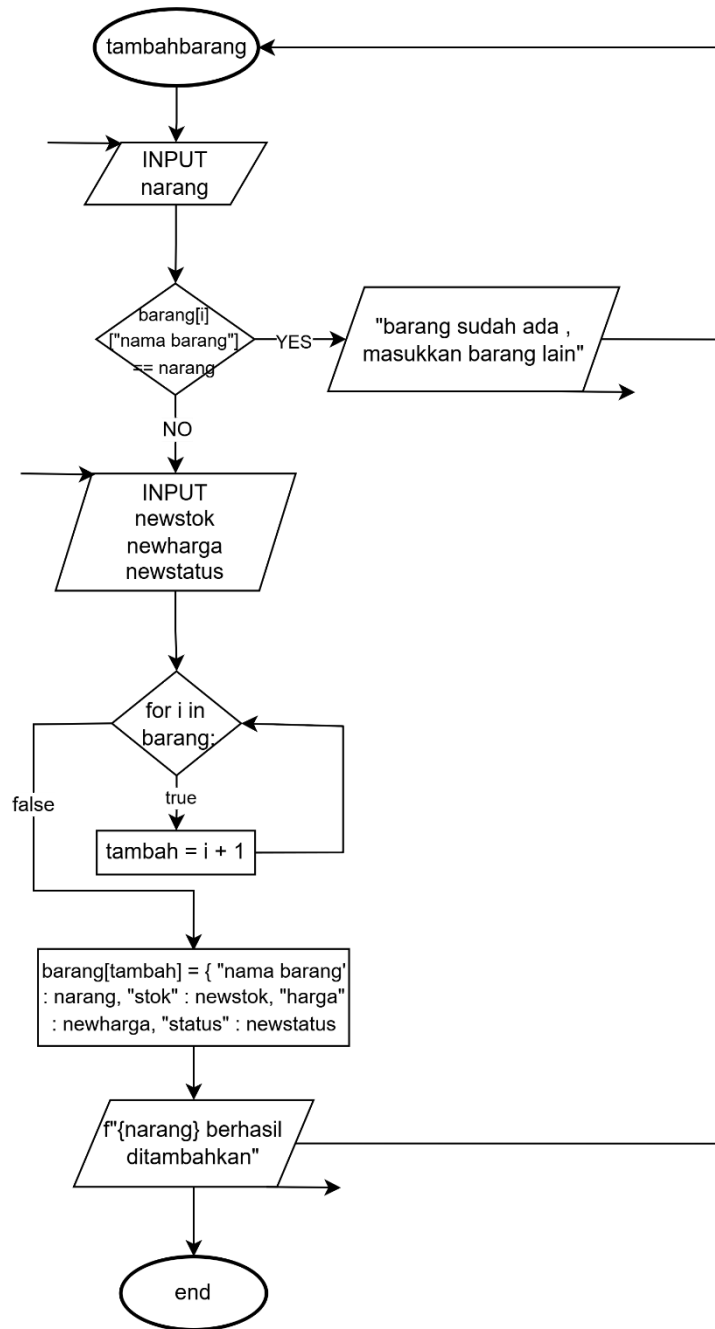 tambahbarang
INPUT
narang
barang[i]
["nama barang"]
== narang
YES
"barang sudah ada ,
masukkan barang lain"
NO
INPUT
newstok
newharga
newstatus
for i in
barang:
false
true
tambah = i + 1
barang[tambah] = { "nama barang'
: narang, "stok" : newstok, "harga"
: newharga, "status" : newstatus
f"{narang} berhasil
ditambahkan"
end